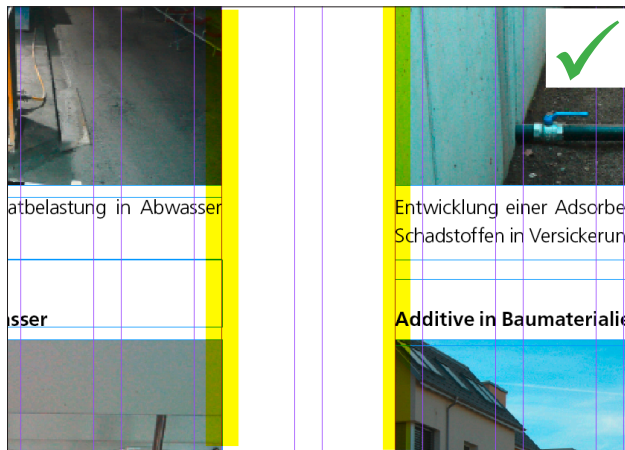 atbelastung in Abwasser
Entwicklung einer Adsorbe
Schadstoffen in Versickerun
asser
Additive in Baumaterialie